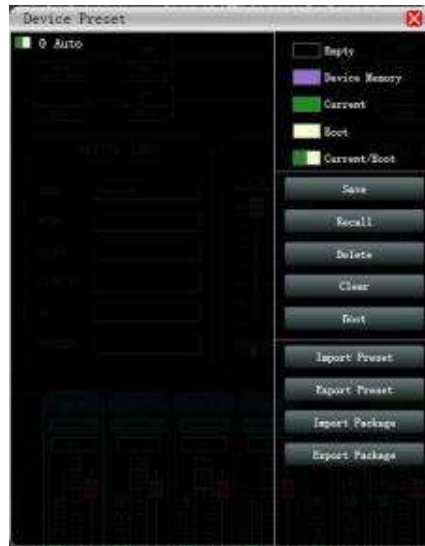 Device Preset
0 Auto
Empty
Device Memory
Current
Boot
Current/Boot
Save
Recall
Delete
Clear
Boot
Import Preset
Export Preset
Import Package
Export Package